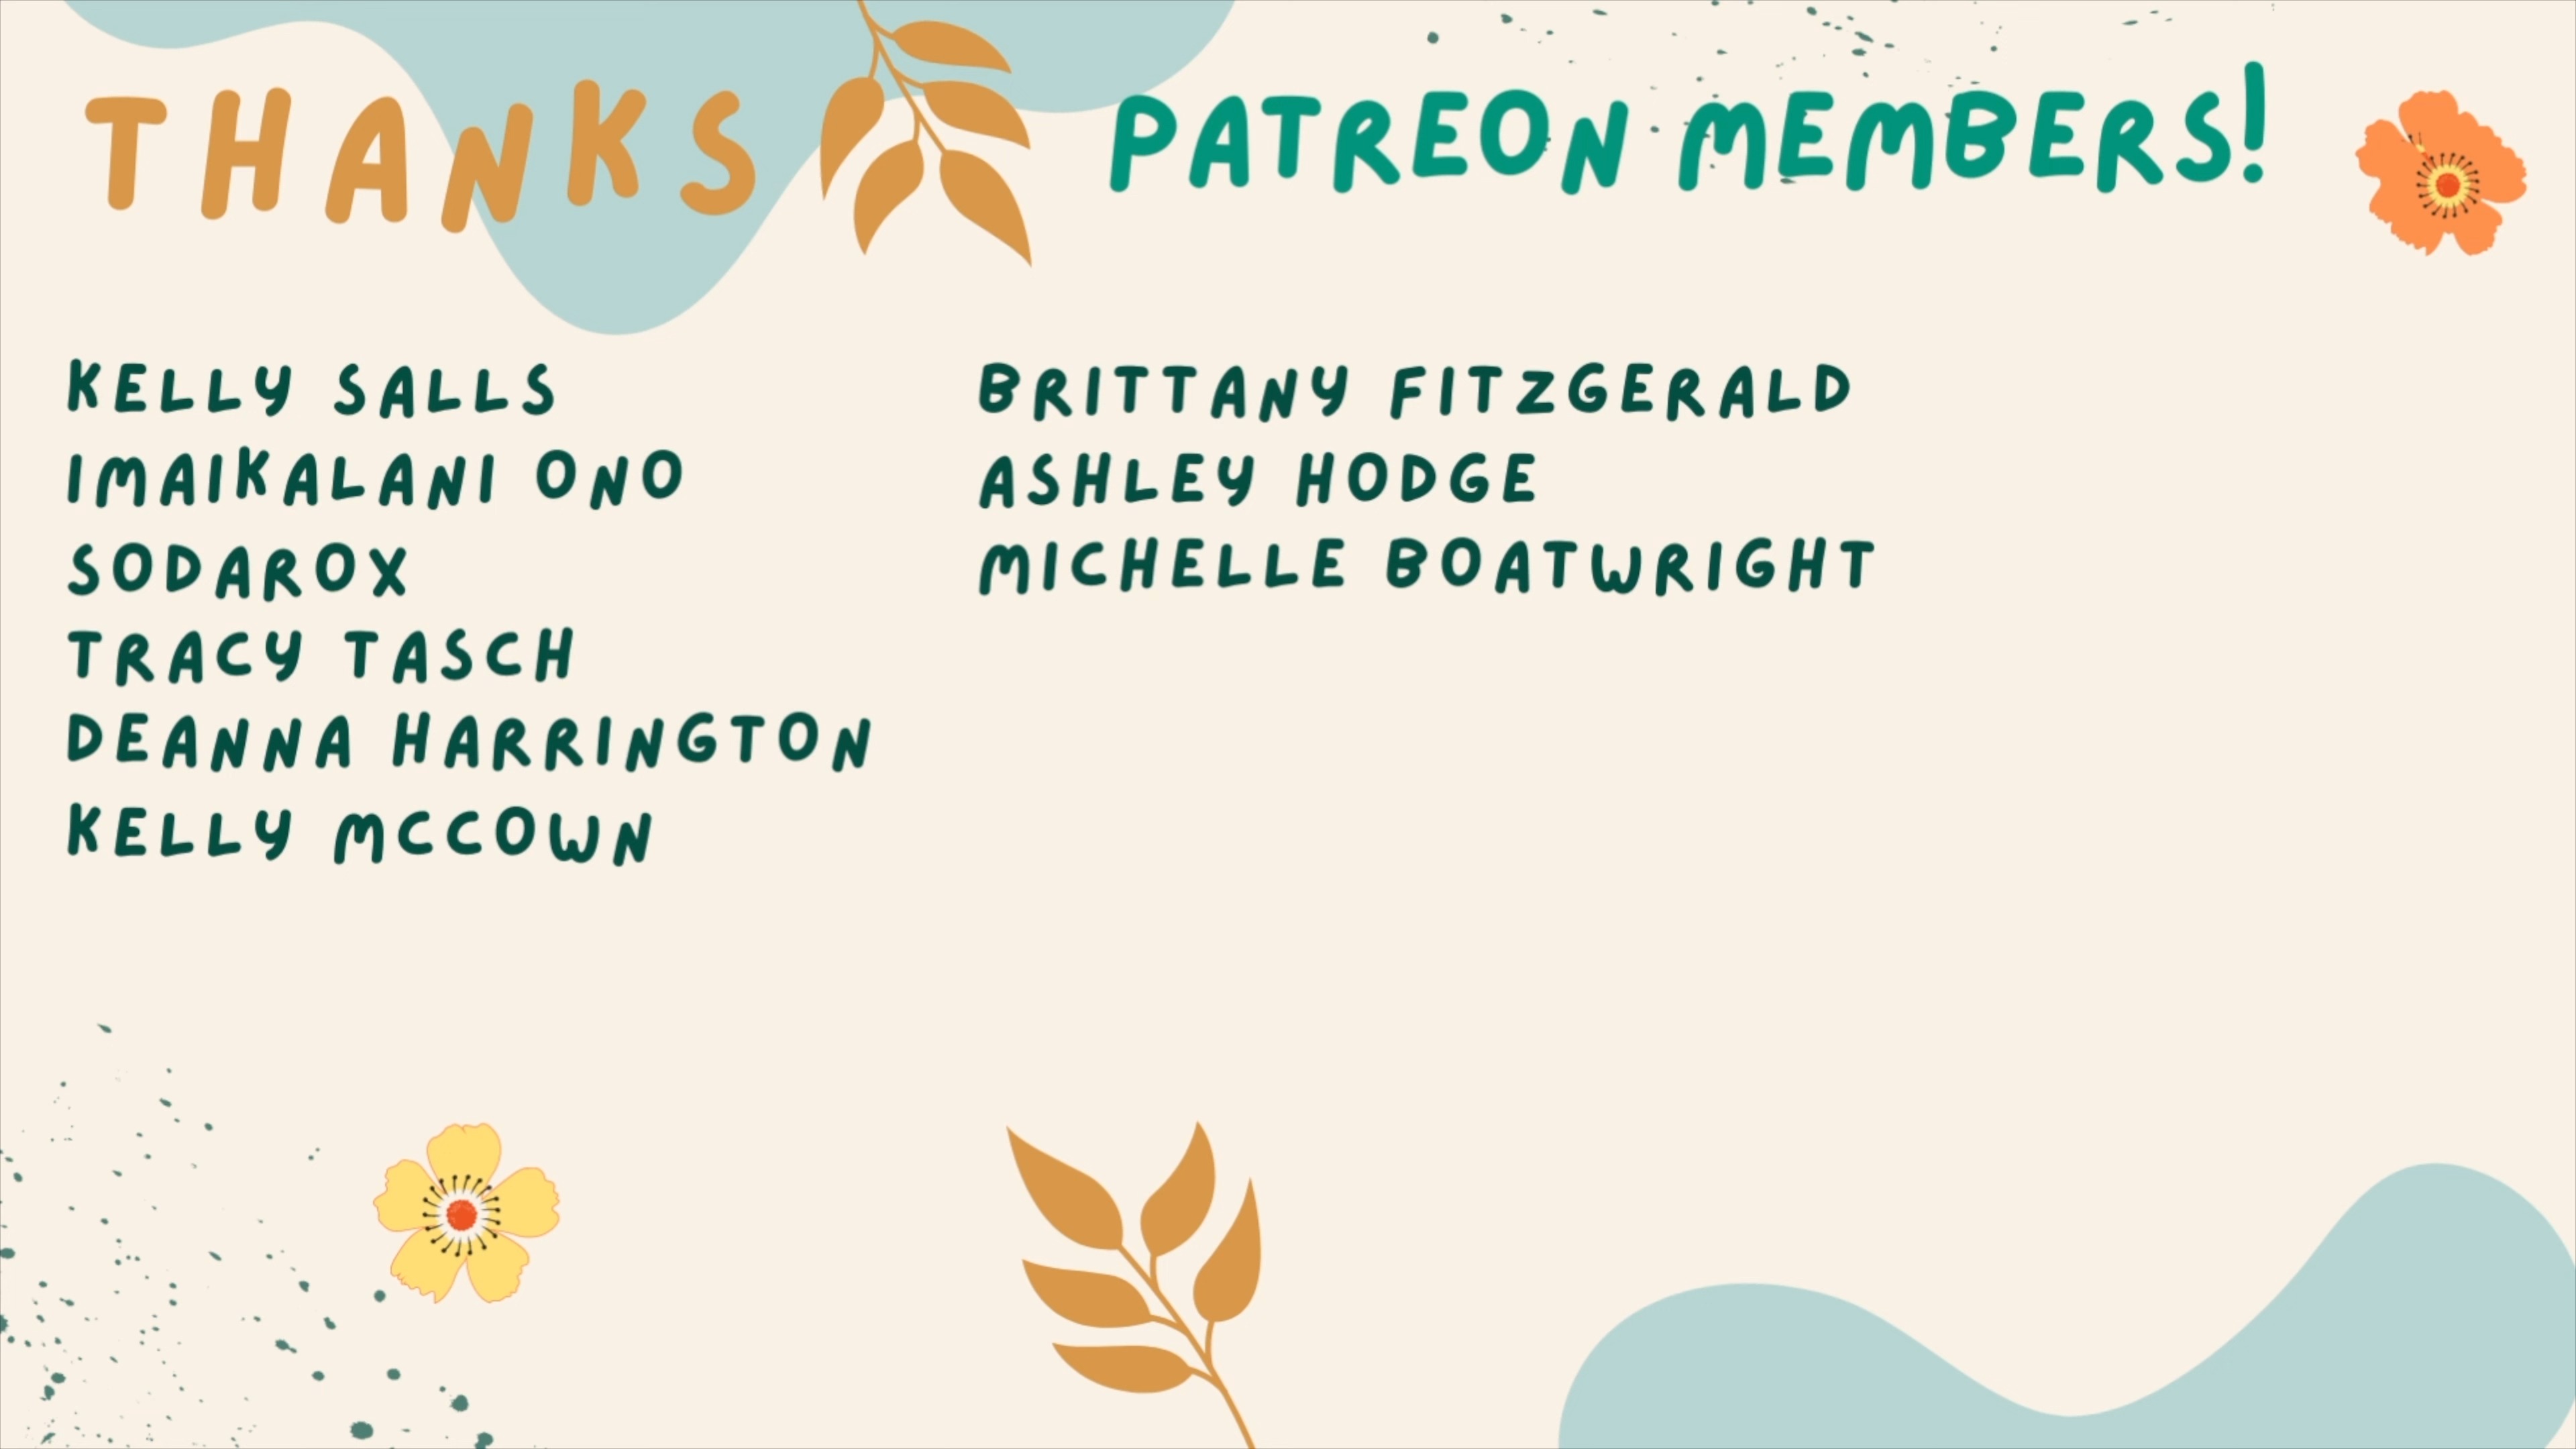 THANKS PATREON MEMBERS!
KELLY SALLS
IMAIKALANI ONO
SODAROX
TRACY TASCH
DEANNA HARRINGTON
KELLY MCCOWN
BRITTANY FITZGERALD
ASHLEY HODGE
MICHELLE BOATWRIGHT